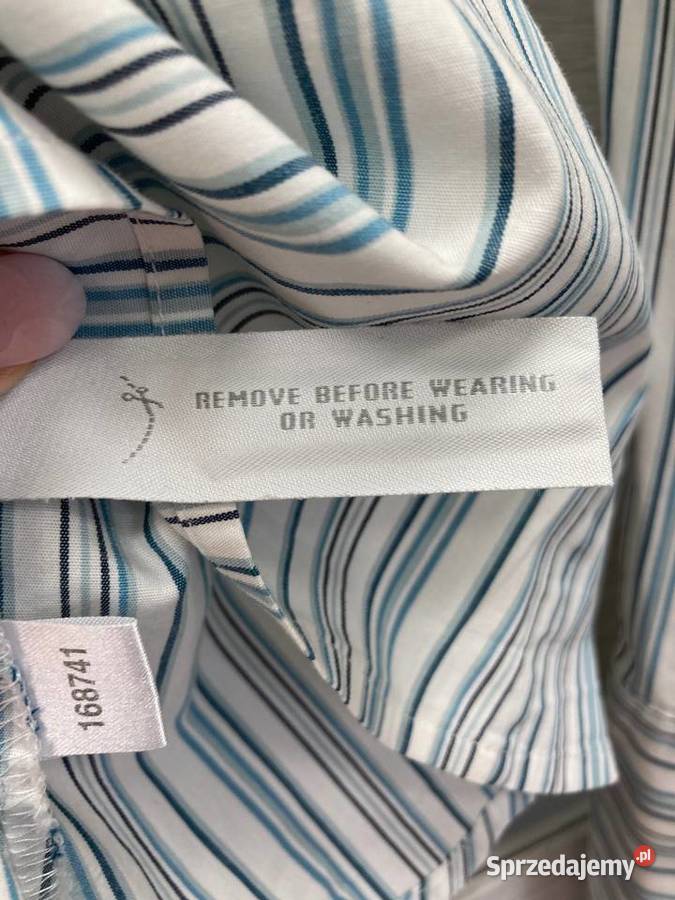 REMOVE BEFORE WEARING
OR WASHING
168741
Sprzedajemy.pl